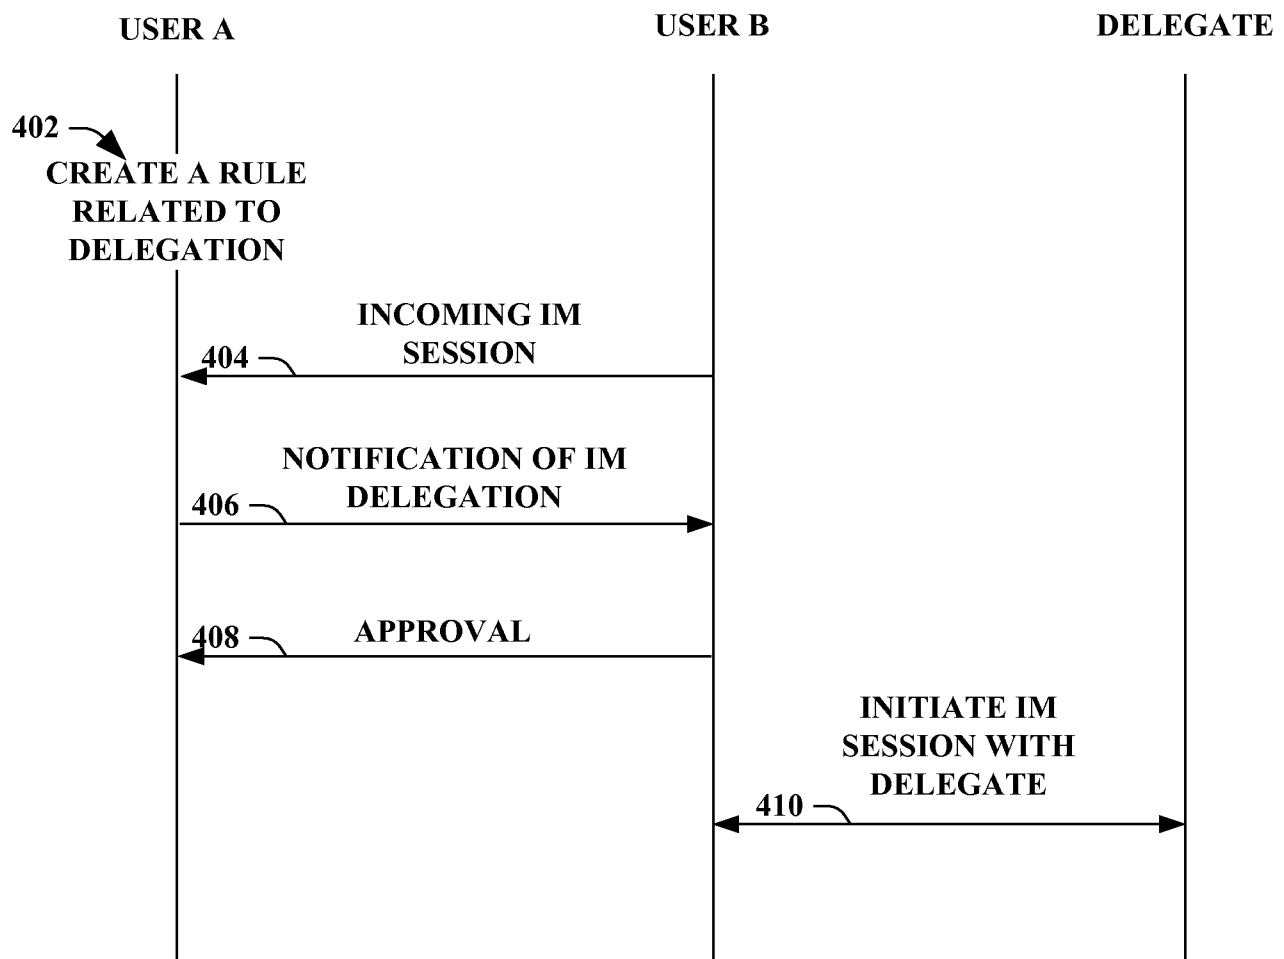 USER A
USER B
DELEGATE
402
CREATE A RULE
RELATED TO
DELEGATION
INCOMING IM
SESSION
404
NOTIFICATION OF IM
DELEGATION
406
APPROVAL
408
INITIATE IM
SESSION WITH
DELEGATE
410